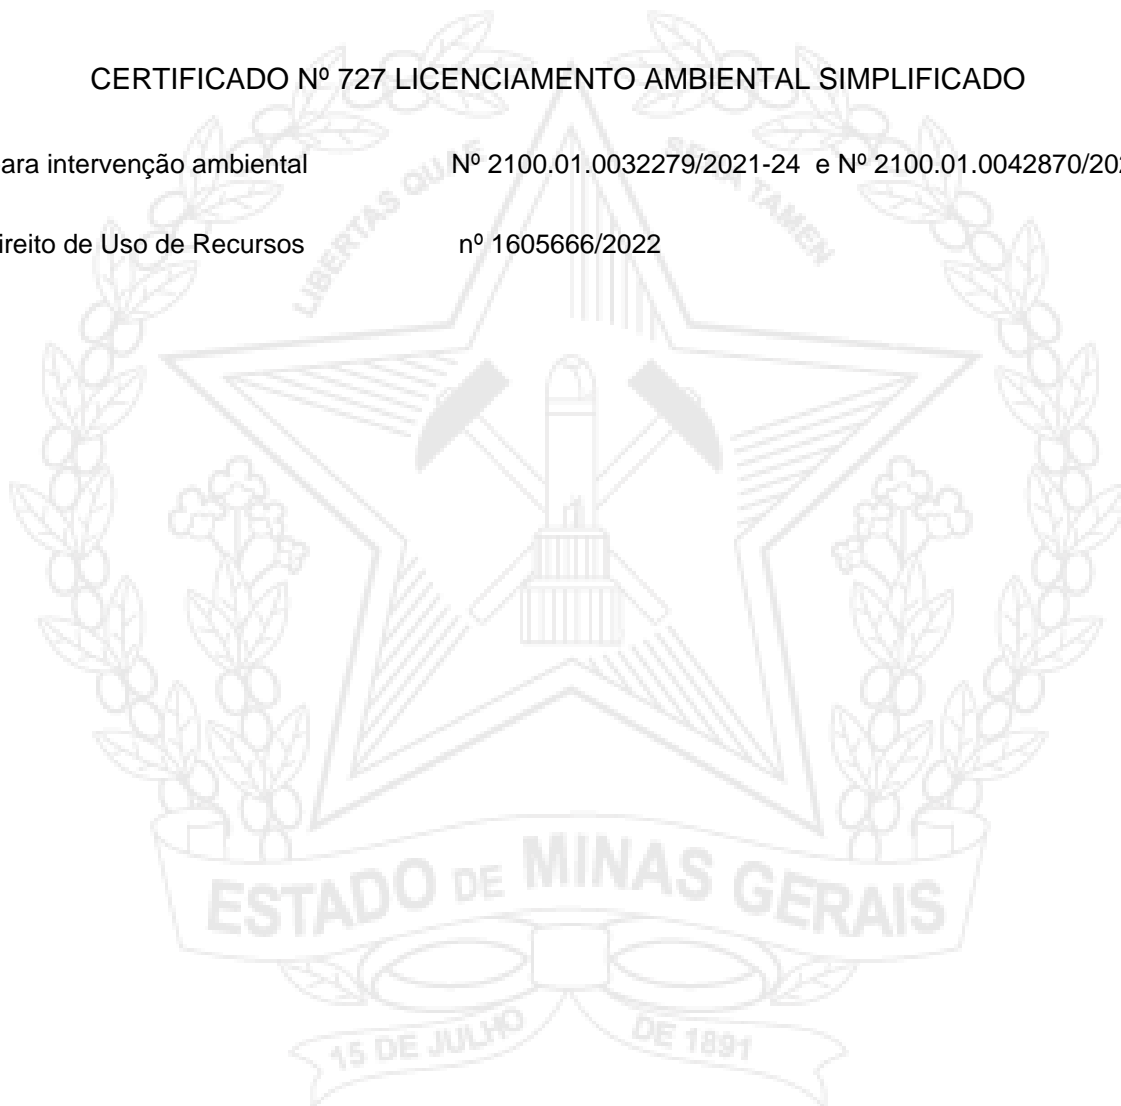 CERTIFICADO Nº 727 LICENCIAMENTO AMBIENTAL SIMPLIFICADO
ara intervenção ambiental Nº 2100.01.0032279/2021-24 e Nº 2100.01.0042870/202
ireito de Uso de Recursos nº 1605666/2022
LIBERTAS QUÆ SERA TAMEN
ESTADO DE MINAS GERAIS
15 DE JULHO DE 1891